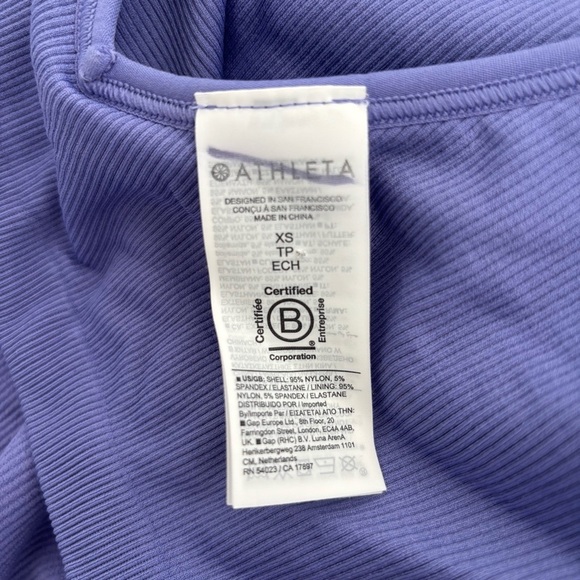 ATHLETA
DESIGNED IN SAN FRANCISCO
CONÇU À SAN FRANCISCO
MADE IN CHINA
XS
TP
ECH
Certified
Certifiée
B
Entreprise
®
Corporation
■ US/GB: SHELL: 95% NYLON, 5%
SPANDEX / ELASTANE / LINING: 95%
NYLON, 5% SPANDEX / ELASTANE
DISTRIBUIDO POR / Imported
By/Importé Par / ΕΙΣΑΓΕΤΑΙ ΑΠΟ ΤΗΝ:
■ Gap Europe Ltd., 8th Floor, 20
Farringdon Street, London, EC4A 4AB,
UK. ■ Gap (RHC) B.V. Luna ArenA
Herikerbergweg 238 Amsterdam 1101
CM, Netherlands
RN 54023 / CA 17897